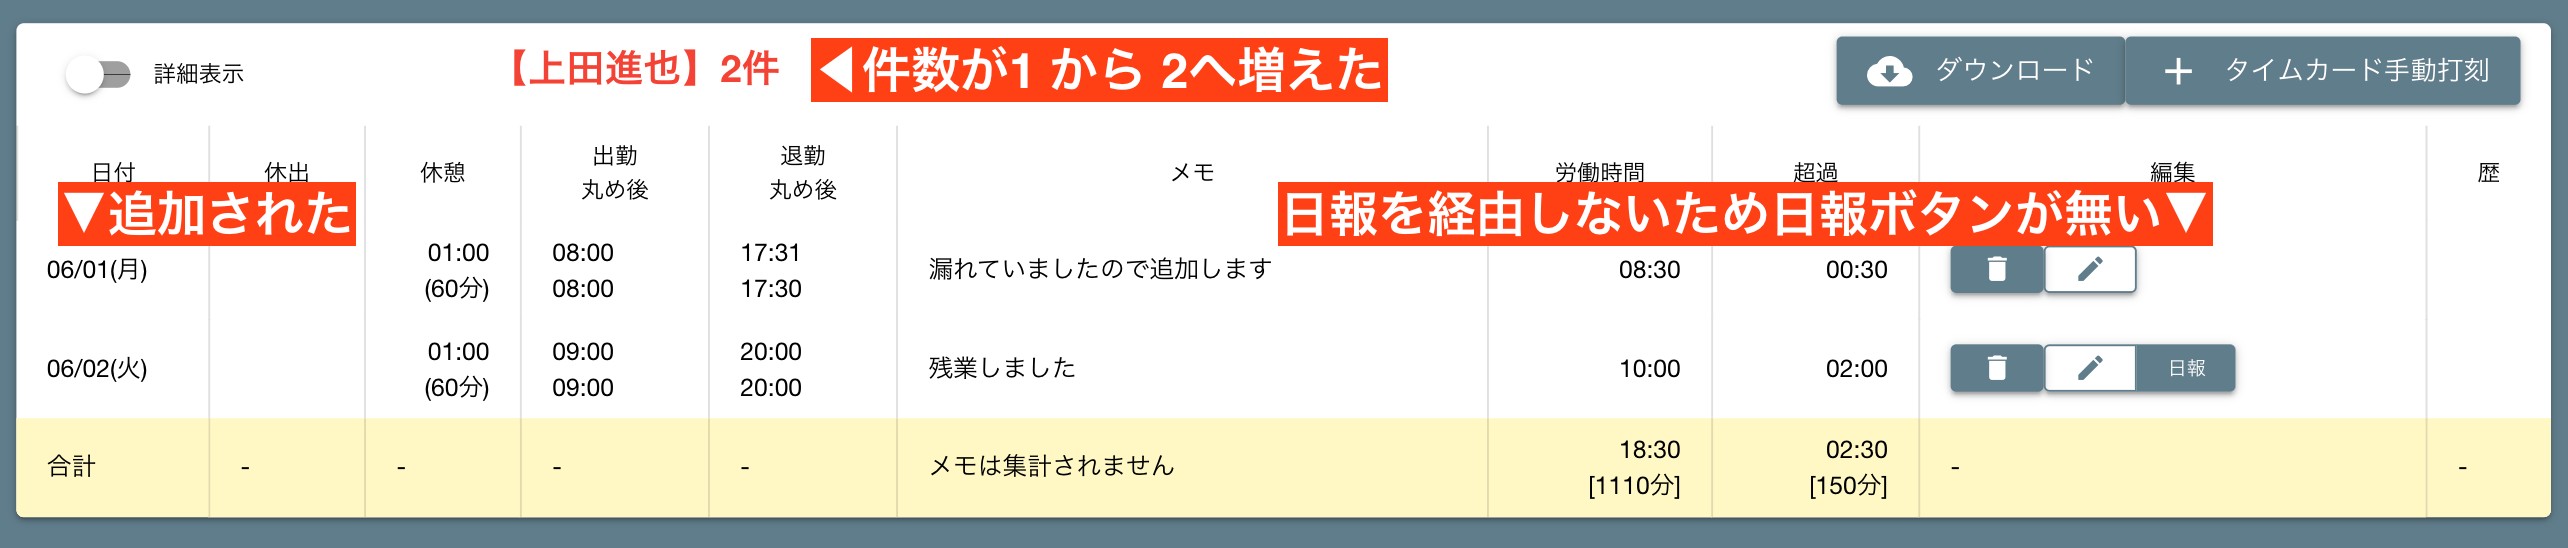 詳細表示
【上田進也】2件
◀件数が1 から 2へ増えた
ダウンロード
＋ タイムカード手動打刻
日付
休出
休憩
出勤
丸め後
退勤
丸め後
メモ
労働時間
超過
編集
歴
▼追加された
日報を経由しないため日報ボタンが無い▼
06/01(月)
01:00
(60分)
08:00
08:00
17:31
17:30
漏れていましたので追加します
08:30
00:30
06/02(火)
01:00
(60分)
09:00
09:00
20:00
20:00
残業しました
10:00
02:00
日報
合計
-
-
-
-
メモは集計されません
18:30
[1110分]
02:30
[150分]
-
-